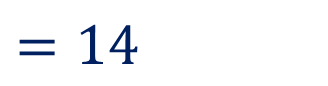 = 14